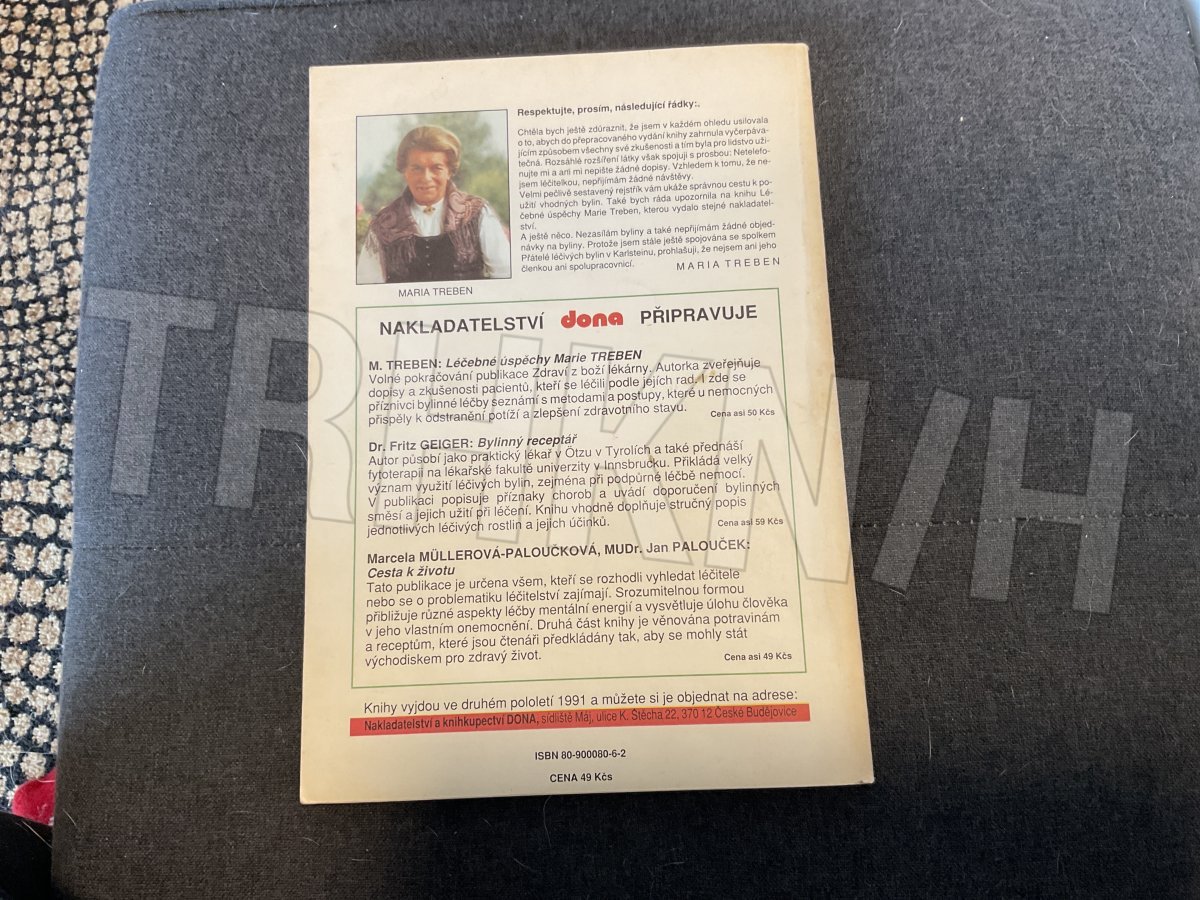 Respektujte, prosím, následující řádky:.
Chtěla bych ještě zdúraznit, že jsem v každém ohledu usilovala
o to, abych do přepracovaného vydání knihy zahrnula vyčerpáva-
jícím způsobem všechny své zkušenosti a tím byla pro lidstvo uži-
tečná. Rozsáhlé rozšíření látky však spojuji s prosbou: Netelefo-
nujte mi a ani mi nepište žádné dopisy. Vzhledem k tomu, že ne-
jsem léčitelkou, nepřijímám žádné návštěvy.
Velmi pečlivě sestavený rejstřík vám ukáže správnou cestu k po-
užití vhodných bylin. Také bych ráda upozornila na knihu Lé-
čebné úspěchy Marie Treben, kterou vydalo stejné nakladatel-
ství.
A ještě něco. Nezasílám byliny a také nepřijímám žádné objed-
návky na byliny. Protože jsem stále ještě spojována se spolkem
Přátelé léčivých bylin v Karlsteinu, prohlašuji, že nejsem ani jeho
členkou ani spolupracovnicí.
MARIA TREBEN
MARIA TREBEN
NAKLADATELSTVÍ dona PŘIPRAVUJE
M. TREBEN: Léčebné úspěchy Marie TREBEN
Volné pokračování publikace Zdraví z boží lékárny. Autorka zveřejňuje
dopisy a zkušenosti pacientů, kteří se léčili podle jejích rad. I zde se
příznivci bylinné léčby seznámí s metodami a postupy, které u nemocných
přispěly k odstranění potíží a zlepšení zdravotního stavu. Cena asi 50 Kčs
Dr. Fritz GEIGER: Bylinný receptář
Autor působí jako praktický lékař v Ötzu v Tyrolích a také přednáší
fytoterapii na lékařské fakultě univerzity v Innsbrucku. Přikládá velký
význam využití léčivých bylin, zejména při podpůrné léčbě nemocí.
V publikaci popisuje příznaky chorob a uvádí doporučení bylinných
směsí a jejich užití při léčení. Knihu vhodně doplňuje stručný popis
jednotlivých léčivých rostlin a jejich účinků. Cena asi 59 Kčs
Marcela MÜLLEROVÁ-PALOUČKOVÁ, MUDr. Jan PALOUČEK:
Cesta k životu
Tato publikace je určena všem, kteří se rozhodli vyhledat léčitele
nebo se o problematiku léčitelství zajímají. Srozumitelnou formou
přibližuje různé aspekty léčby mentální energií a vysvětluje úlohu člověka
v jeho vlastním onemocnění. Druhá část knihy je věnována potravinám
a receptům, které jsou čtenáři předkládány tak, aby se mohly stát
východiskem pro zdravý život. Cena asi 49 Kčs
Knihy vyjdou ve druhém pololetí 1991 a můžete si je objednat na adrese:
Nakladatelství a knihkupectví DONA, sídliště Máj, ulice K. Štěcha 22, 370 12 České Budějovice
ISBN 80-900080-6-2
CENA 49 Kčs
TRHKN/H